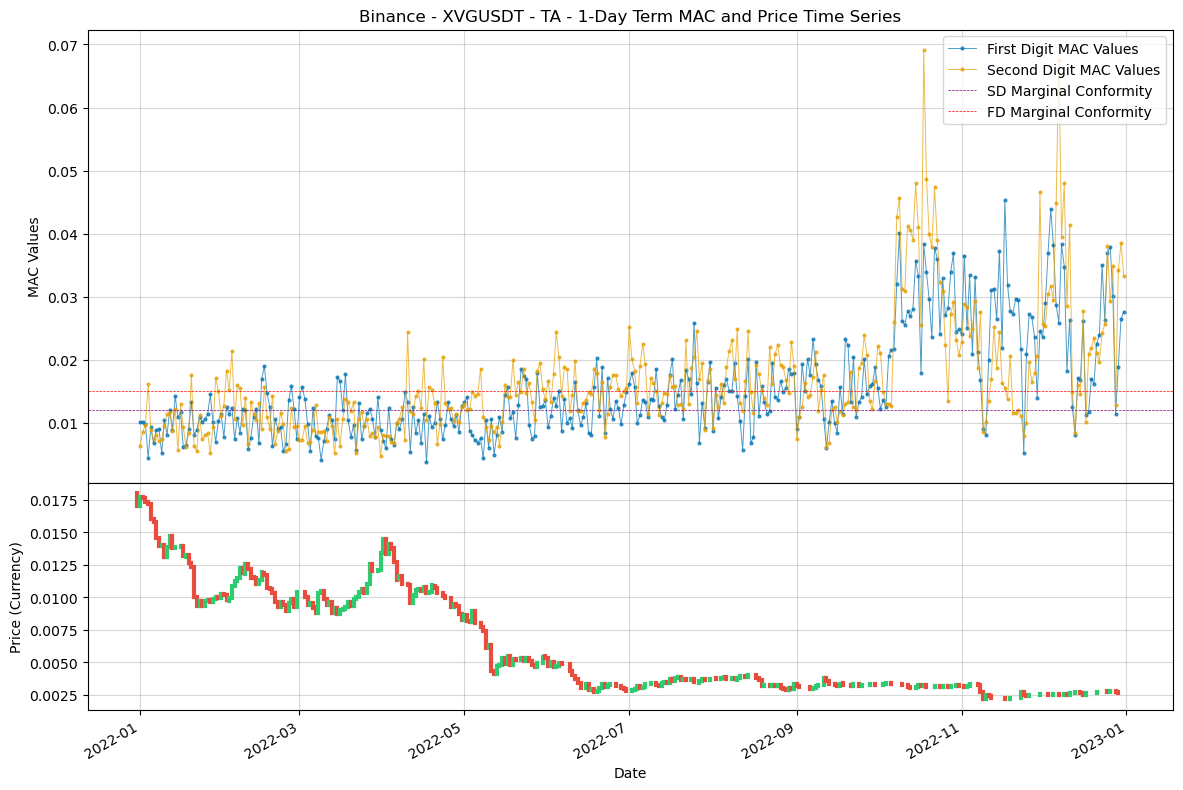 Binance - XVGUSDT - TA - 1-Day Term MAC and Price Time Series
First Digit MAC Values
Second Digit MAC Values
SD Marginal Conformity
FD Marginal Conformity
MAC Values
0.07
0.06
0.05
0.04
0.03
0.02
0.01
Price (Currency)
0.0175
0.0150
0.0125
0.0100
0.0075
0.0050
0.0025
2022-01
2022-03
2022-05
2022-07
2022-09
2022-11
2023-01
Date